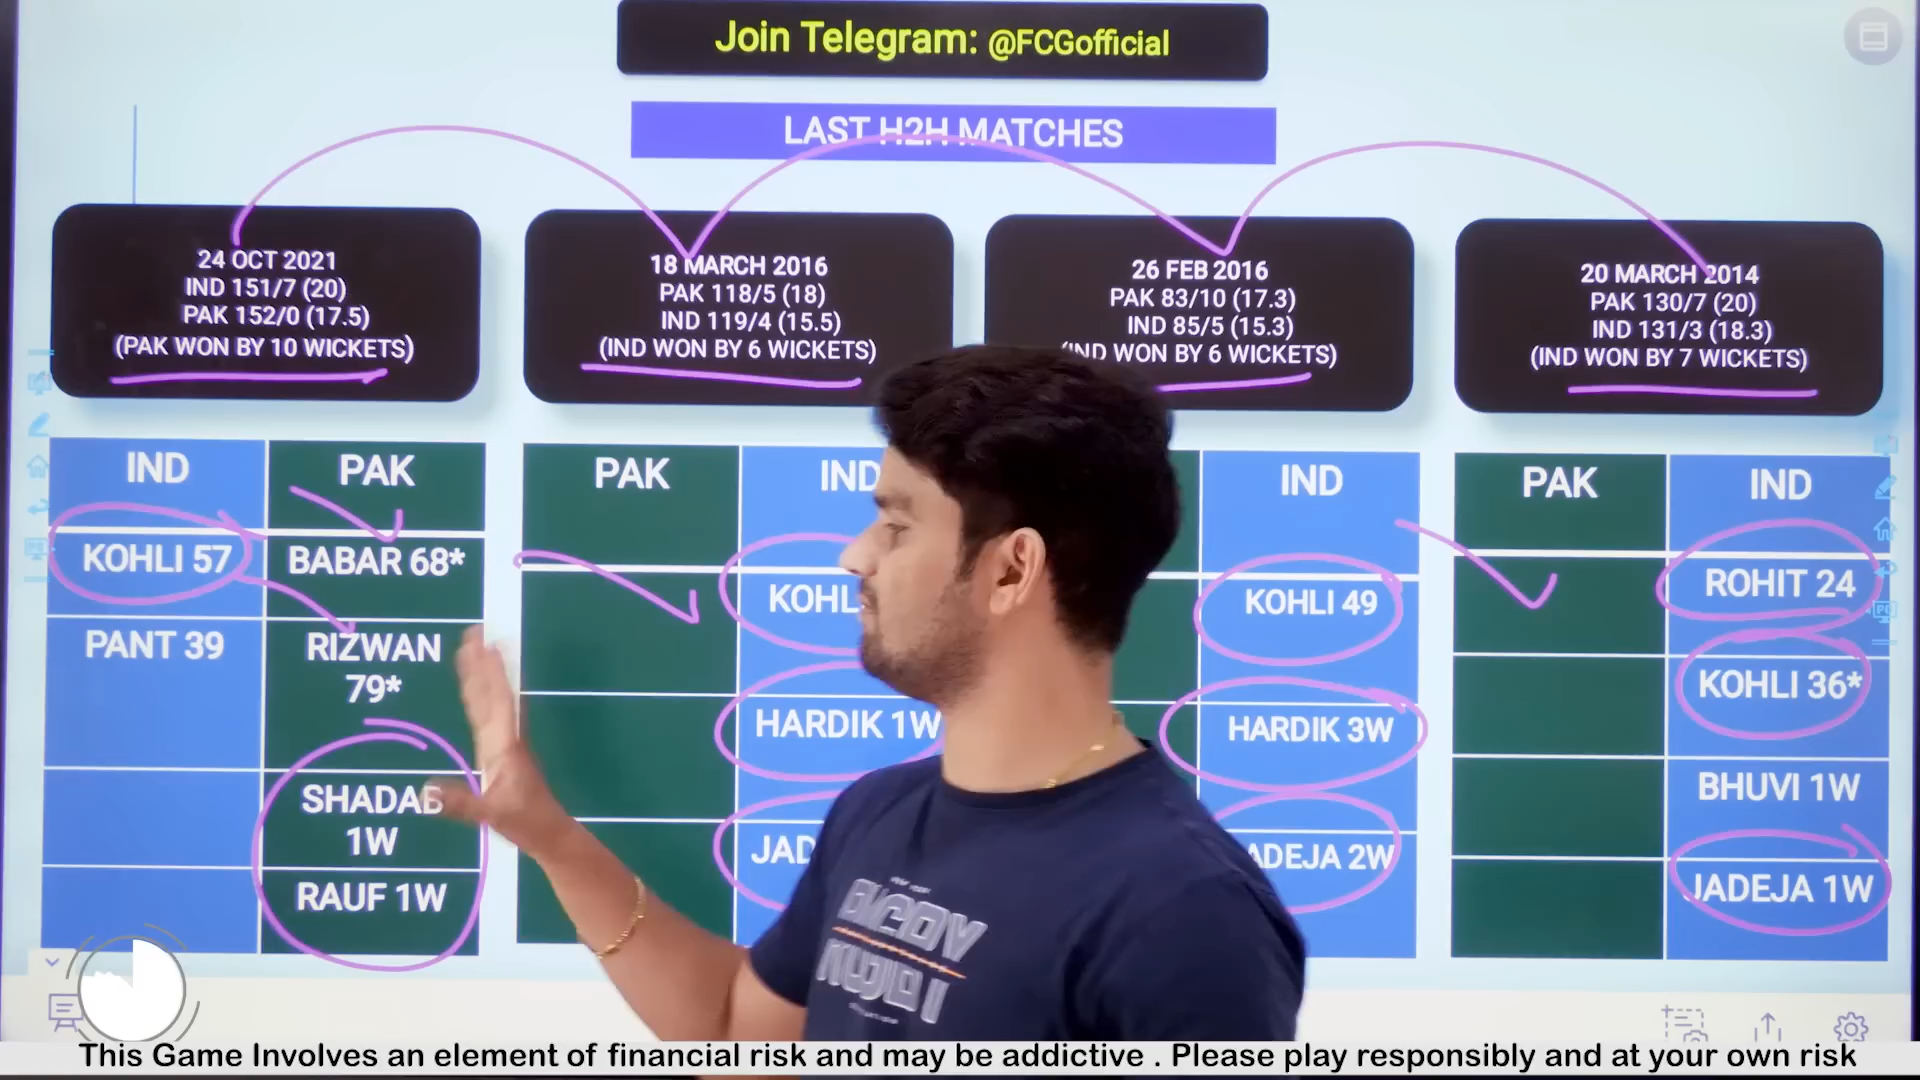 Join Telegram: @FCGofficial
LAST H2H MATCHES
24 OCT 2021
IND 151/7 (20)
PAK 152/0 (17.5)
(PAK WON BY 10 WICKETS)
18 MARCH 2016
PAK 118/5 (18)
IND 119/4 (15.5)
(IND WON BY 6 WICKETS)
26 FEB 2016
PAK 83/10 (17.3)
IND 85/5 (15.3)
(IND WON BY 6 WICKETS)
20 MARCH 2014
PAK 130/7 (20)
IND 131/3 (18.3)
(IND WON BY 7 WICKETS)
IND PAK
KOHLI 57 BABAR 68*
PANT 39 RIZWAN
79*
SHADAB
1W
RAUF 1W
PAK IND
KOHL
HARDIK 1W
JAD
IND
KOHLI 49
HARDIK 3W
ADEJA 2W
PAK IND
ROHIT 24
KOHLI 36*
BHUVI 1W
JADEJA 1W
This Game Involves an element of financial risk and may be addictive . Please play responsibly and at your own risk